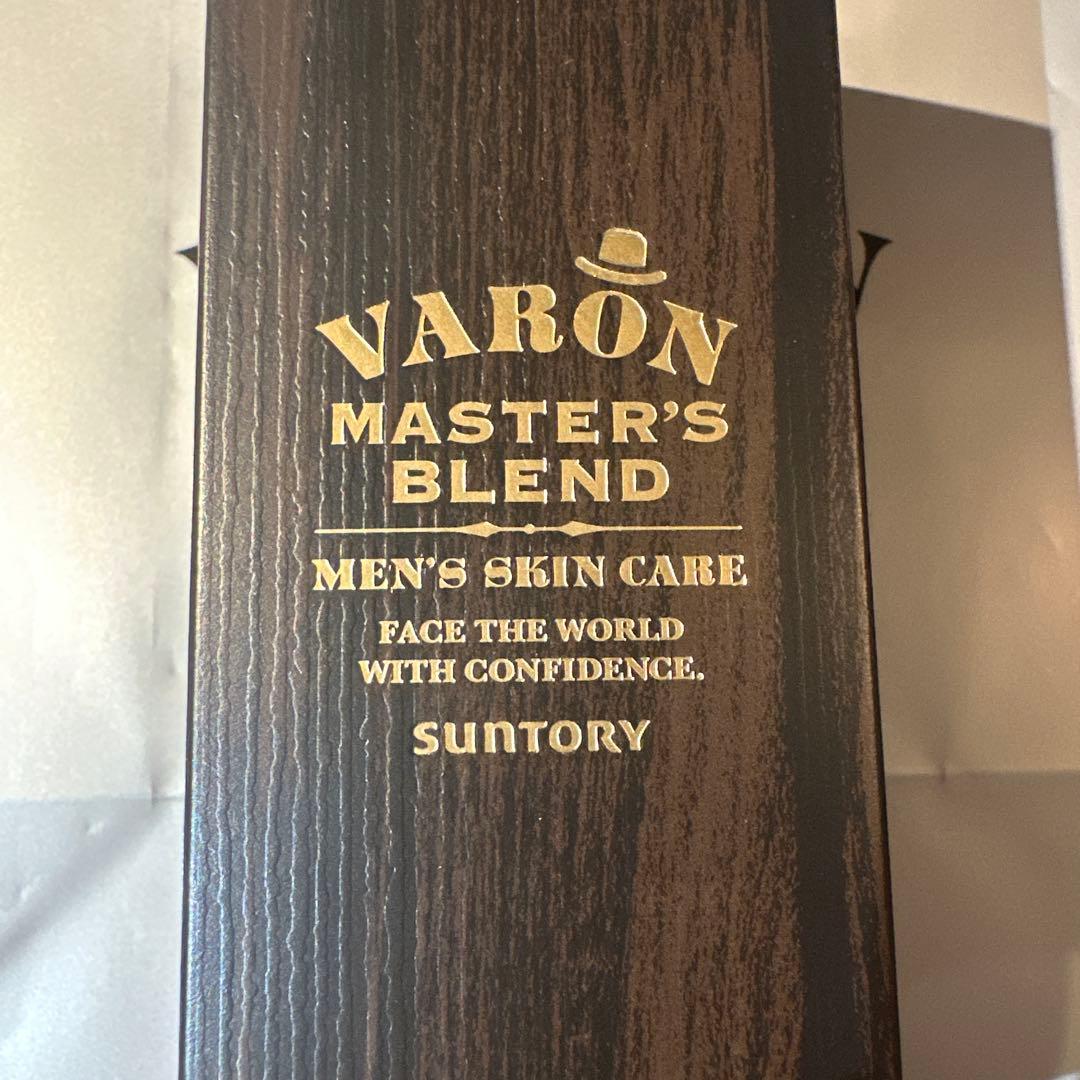 VARON
MASTER'S
BLEND
MEN'S SKIN CARE
FACE THE WORLD
WITH CONFIDENCE.
SUNTORY